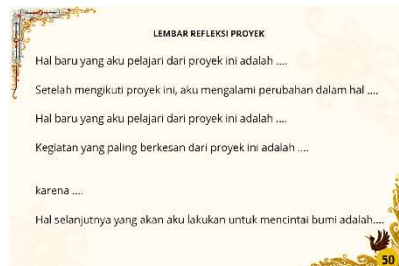 LEMBAR REFLEKSI PROYEK
Hal baru yang aku pelajari dari proyek ini adalah ....
Setelah mengikuti proyek ini, aku mengalami perubahan dalam hal ....
Hal baru yang aku pelajari dari proyek ini adalah ....
Kegiatan yang paling berkesan dari proyek ini adalah ....
karena ....
Hal selanjutnya yang akan aku lakukan untuk mencintai bumi adalah....
50